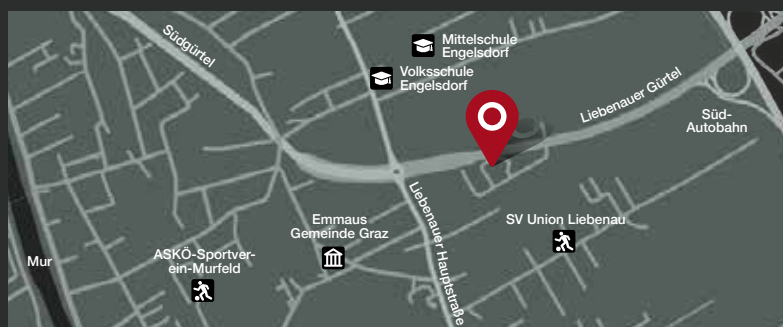 Südgürtel
Mittelschule
Engelsdorf
Volksschule
Engelsdorf
Liebenauer Gürtel
Süd-
Autobahn
Emmaus
Gemeinde Graz
Liebenauer Hauptstraße
SV Union Liebenau
ASKÖ-Sportver-
ein-Murfeld
Mur